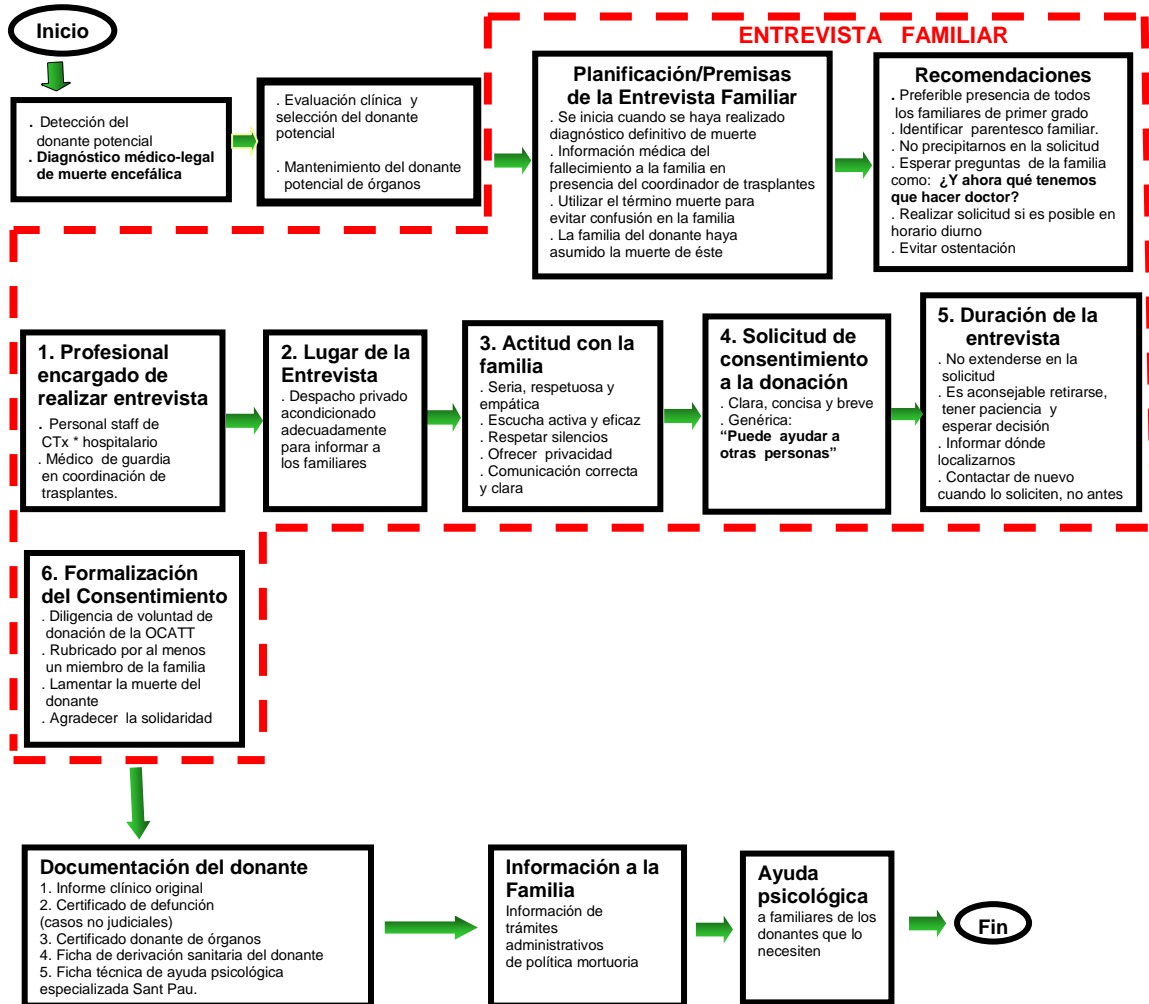 Inicio
ENTREVISTA FAMILIAR
. Detección del
donante potencial
. Diagnóstico médico-legal
de muerte encefálica
. Evaluación clínica y
selección del donante
potencial
. Mantenimiento del donante
potencial de órganos
Planificación/Premisas
de la Entrevista Familiar
. Se inicia cuando se haya realizado
diagnóstico definitivo de muerte
. Información médica del
fallecimiento a la familia en
presencia del coordinador de trasplantes
. Utilizar el término muerte para
evitar confusión en la familia
. La familia del donante haya
asumido la muerte de éste
Recomendaciones
. Preferible presencia de todos
los familiares de primer grado
. Identificar parentesco familiar.
. No precipitarnos en la solicitud
. Esperar preguntas de la familia
como: ¿Y ahora qué tenemos
que hacer doctor?
. Realizar solicitud si es posible en
horario diurno
. Evitar ostentación
1. Profesional
encargado de
realizar entrevista
. Personal staff de
CTx * hospitalario
. Médico de guardia
en coordinación de
trasplantes.
2. Lugar de la
Entrevista
. Despacho privado
acondicionado
adecuadamente
para informar a
los familiares
3. Actitud con la
familia
. Seria, respetuosa y
empática
. Escucha activa y eficaz
. Respetar silencios
. Ofrecer privacidad
. Comunicación correcta
y clara
4. Solicitud de
consentimiento
a la donación
. Clara, concisa y breve
. Genérica:
“Puede ayudar a
otras personas”
5. Duración de la
entrevista
. No extenderse en la
solicitud
. Es aconsejable retirarse,
tener paciencia y
esperar decisión
. Informar dónde
localizarnos
. Contactar de nuevo
cuando lo soliciten, no antes
6. Formalización
del Consentimiento
. Diligencia de voluntad de
donación de la OCATT
. Rubricado por al menos
un miembro de la familia
. Lamentar la muerte del
donante
. Agradecer la solidaridad
Documentación del donante
1. Informe clínico original
2. Certificado de defunción
(casos no judiciales)
3. Certificado donante de órganos
4. Ficha de derivación sanitaria del donante
5. Ficha técnica de ayuda psicológica
especializada Sant Pau.
Información a la
Familia
Información de
trámites
administrativos
de política mortuoria
Ayuda
psicológica
a familiares de los
donantes que lo
necesiten
Fin